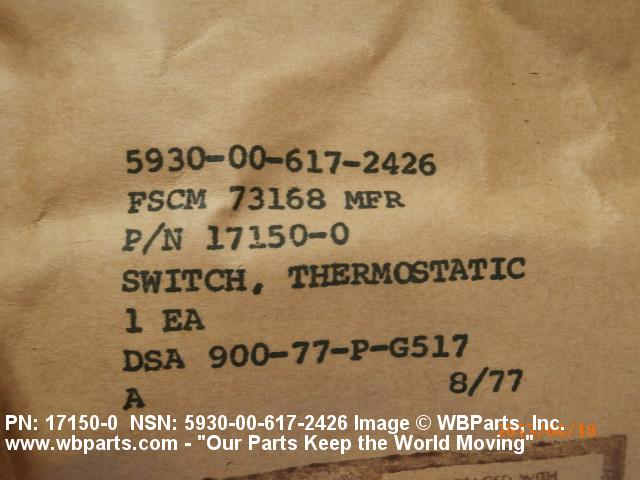 5930-00-617-2426
FSCM 73168 MFR
P/N 17150-0
SWITCH, THERMOSTATIC
1 EA
DSA 900-77-P-G517
A 8/77
PN: 17150-0 NSN: 5930-00-617-2426 Image © WBParts, Inc.
www.wbparts.com - "Our Parts Keep the World Moving"